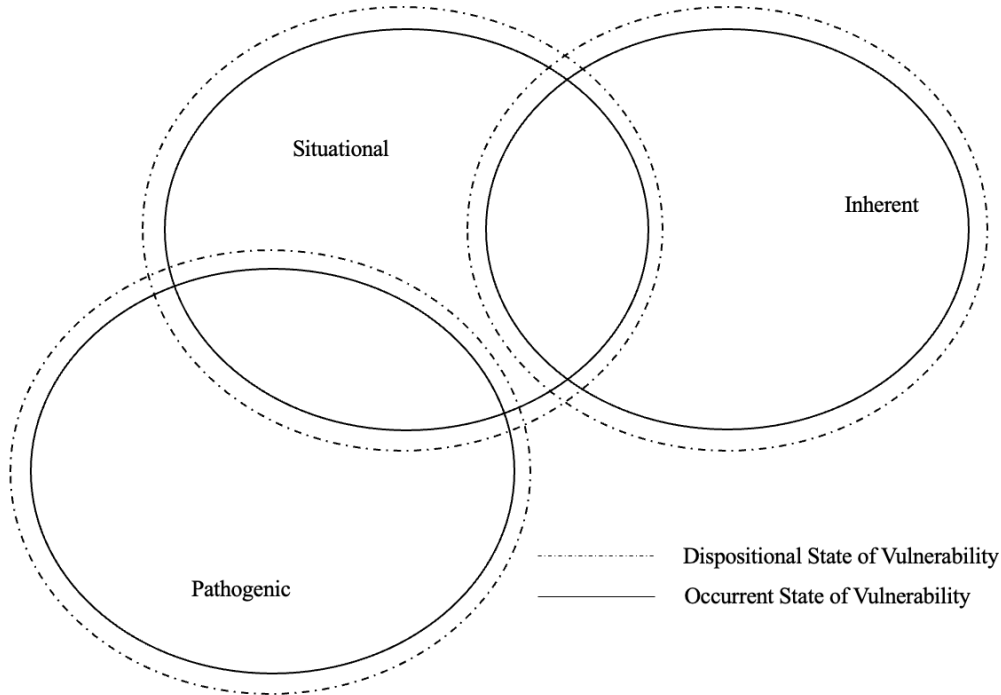 Situational
Inherent
Pathogenic
Dispositional State of Vulnerability
Occurrent State of Vulnerability